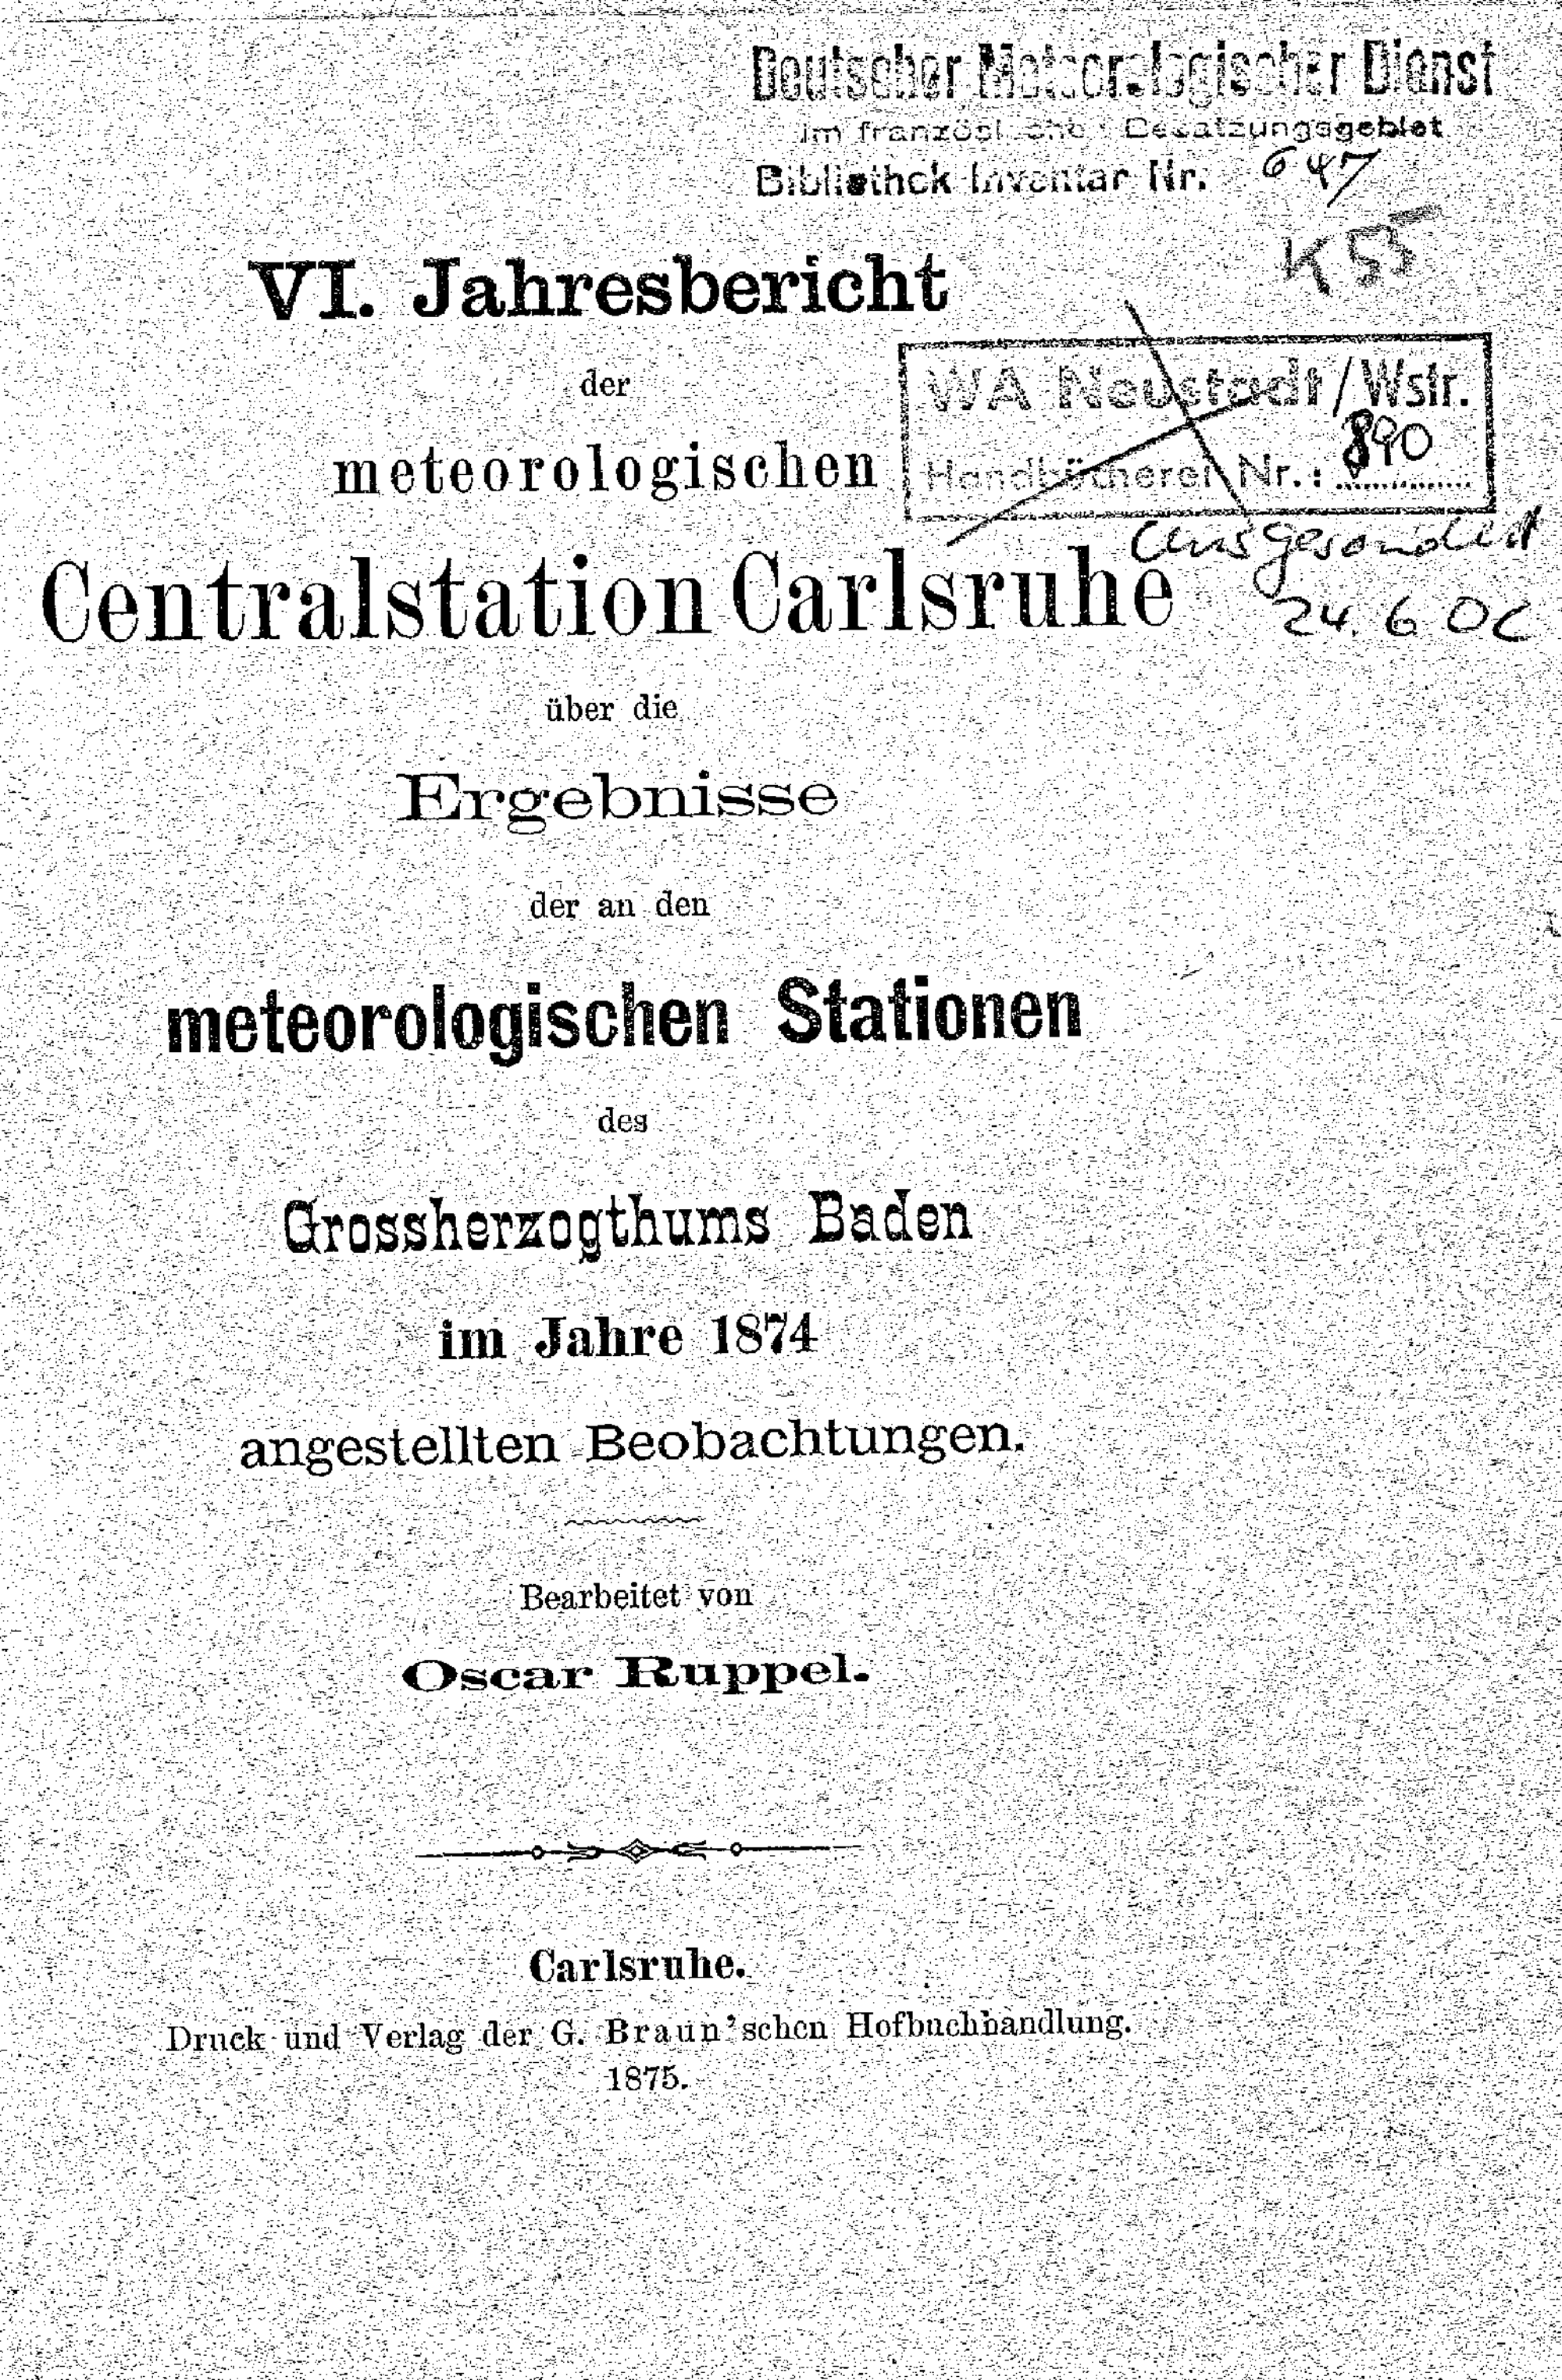 Deutscher Meteorologischer Dienst
im französischen Besatzungsgebiet
Bibliothek Inventar Nr. 647
K 55
VI. Jahresbericht
der
WA Neustadt/Wstr.
meteorologischen
Handbücherei Nr.: 890
ausgesondert
Centralstation Carlsruhe
24. 6
über die
Ergebnisse
der an den
meteorologischen Stationen
des
Grossherzogthums Baden
im Jahre 1874
angestellten Beobachtungen.
Bearbeitet von
Oscar Ruppel.
Carlsruhe.
Druck und Verlag der G. Braun'schen Hofbuchhandlung.
1875.